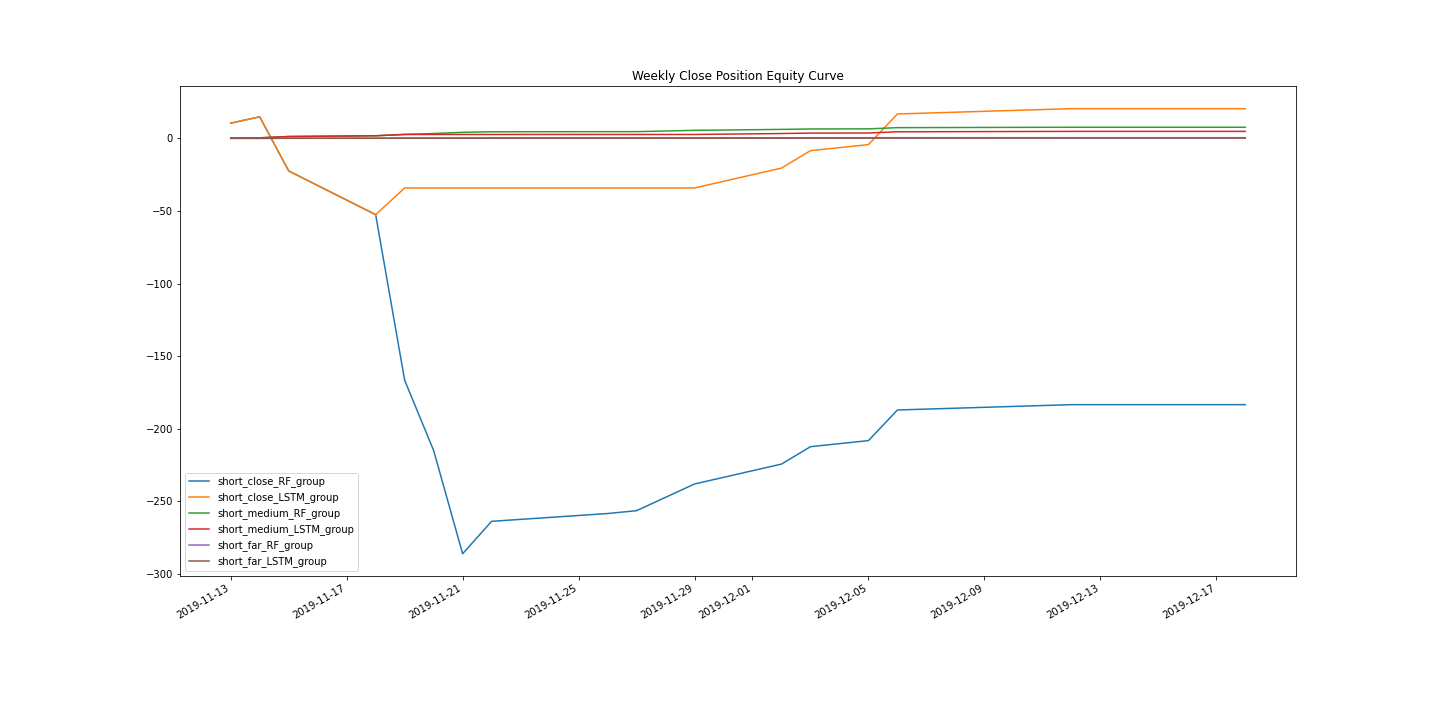 Weekly Close Position Equity Curve
0
−50
−100
−150
−200
−250
−300
short_close_RF_group
short_close_LSTM_group
short_medium_RF_group
short_medium_LSTM_group
short_far_RF_group
short_far_LSTM_group
2019-11-13
2019-11-17
2019-11-21
2019-11-25
2019-11-29
2019-12-01
2019-12-05
2019-12-09
2019-12-13
2019-12-17